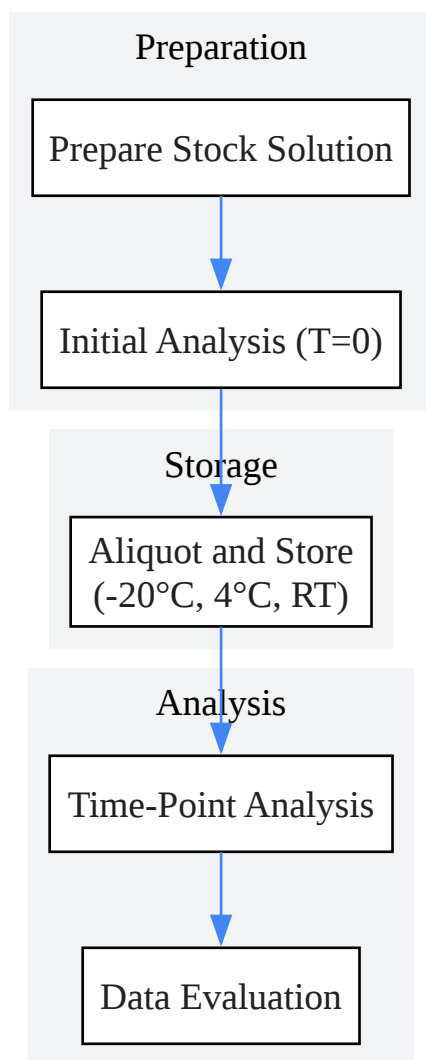 Preparation
Prepare Stock Solution
Initial Analysis (T=0)
Storage
Aliquot and Store
(-20°C, 4°C, RT)
Analysis
Time-Point Analysis
Data Evaluation